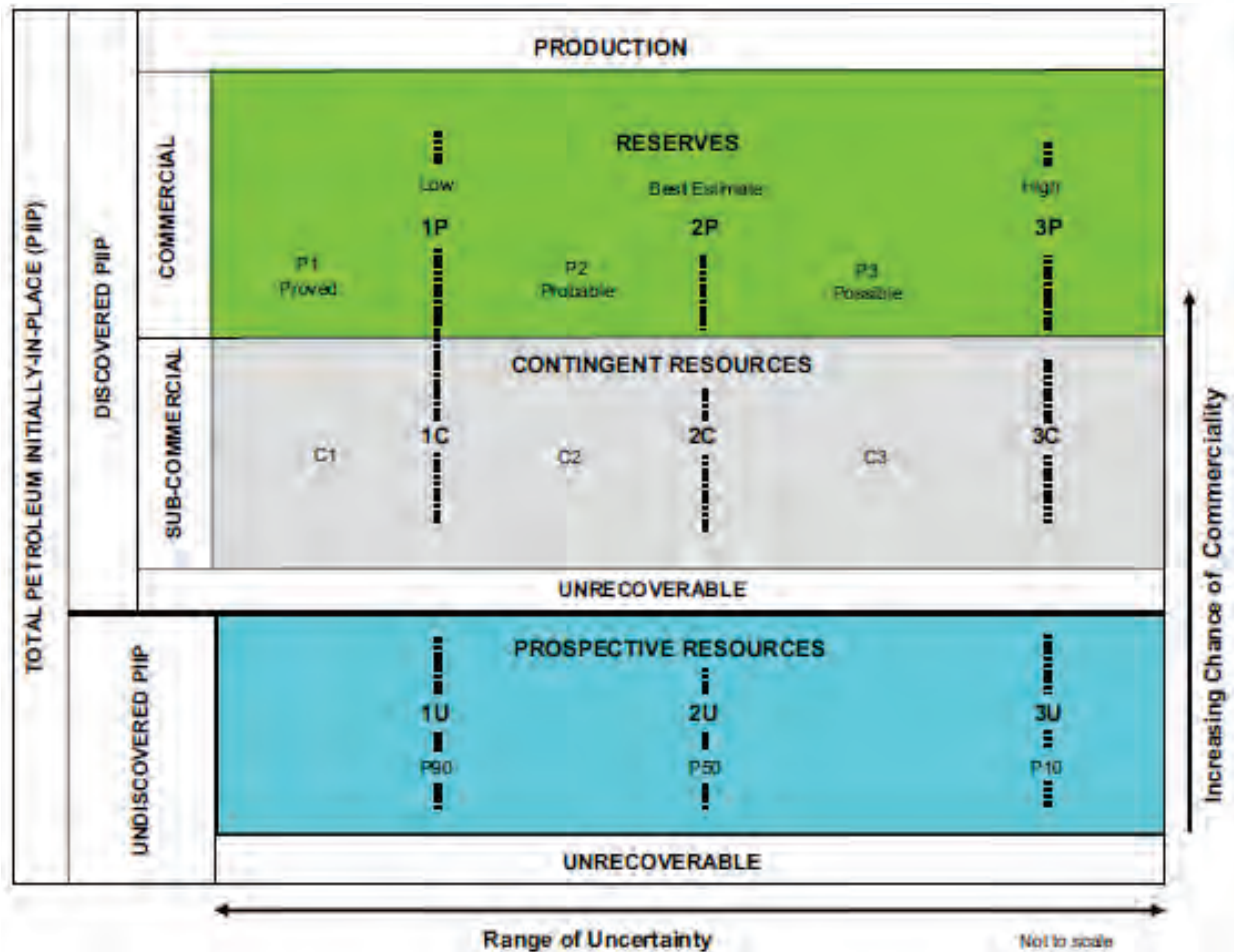 TOTAL PETROLEUM INITIALLY-IN-PLACE (PIIP)
DISCOVERED PIIP
UNDISCOVERED PIIP
COMMERCIAL
SUB-COMMERCIAL
PRODUCTION
RESERVES
Low
Best Estimate
High
1P
2P
3P
P1
Proved
P2
Probable
P3
Possible
CONTINGENT RESOURCES
1C
2C
3C
C1
C2
C3
UNRECOVERABLE
PROSPECTIVE RESOURCES
1U
2U
3U
P90
P50
P10
UNRECOVERABLE
Increasing Chance of Commerciality
Range of Uncertainty
Not to scale